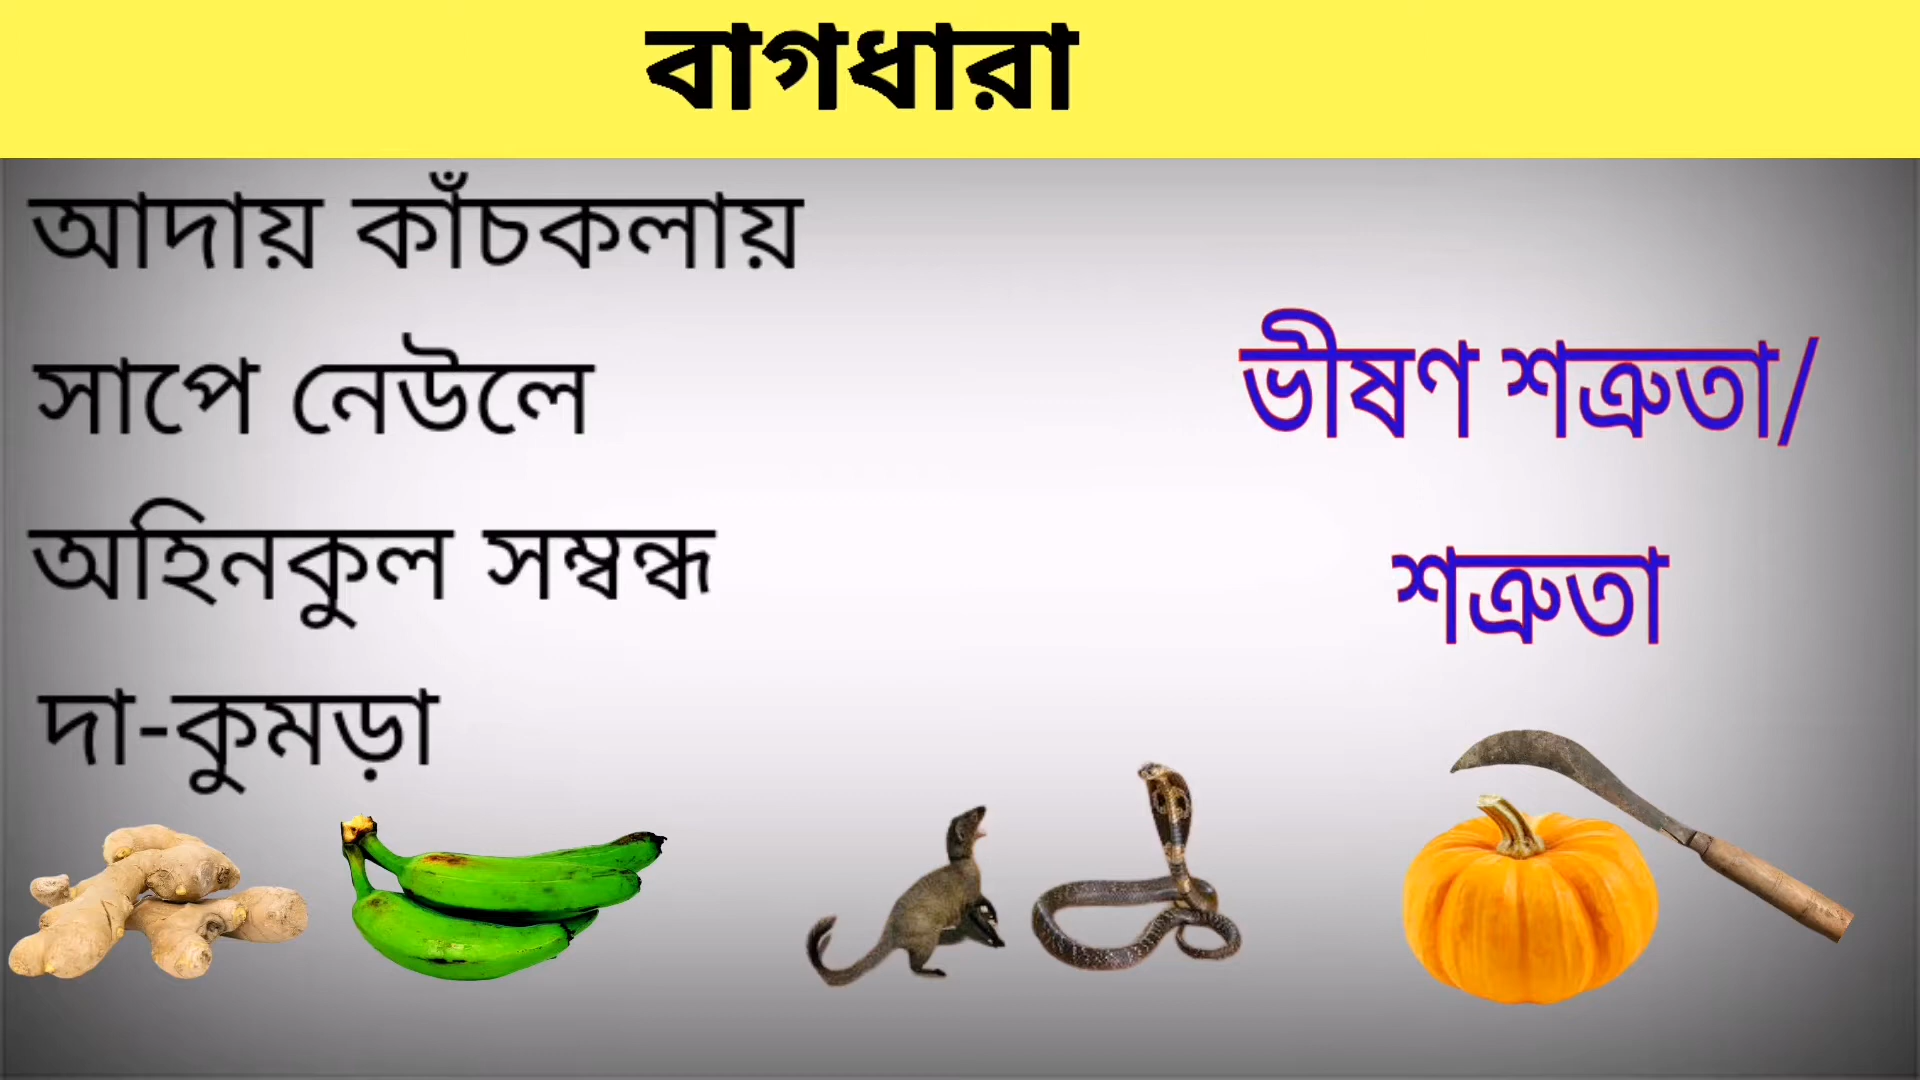 বাগধারা
আদায় কাঁচকলায়
সাপে নেউলে
অহিনকুল সম্বন্ধ
দা-কুমড়া
ভীষণ শত্রুতা/
শত্রুতা